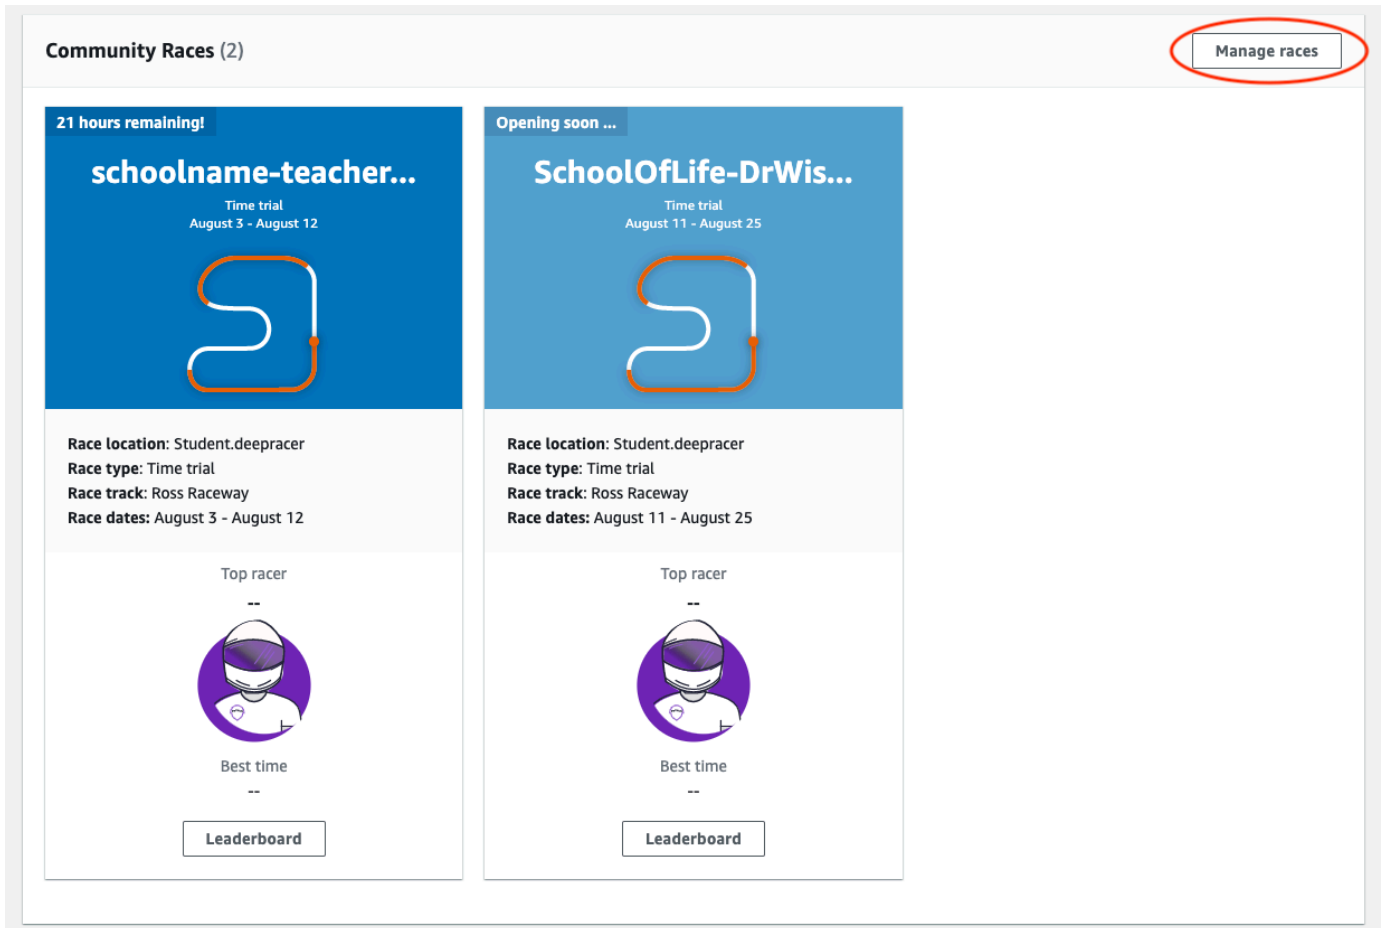 Community Races (2)
Manage races
21 hours remaining!
schoolname-teacher...
Time trial
August 3 - August 12
Race location: Student.deepracer
Race type: Time trial
Race track: Ross Raceway
Race dates: August 3 - August 12
Top racer
--
Best time
--
Leaderboard
Opening soon ...
SchoolOfLife-DrWis...
Time trial
August 11 - August 25
Race location: Student.deepracer
Race type: Time trial
Race track: Ross Raceway
Race dates: August 11 - August 25
Top racer
--
Best time
--
Leaderboard